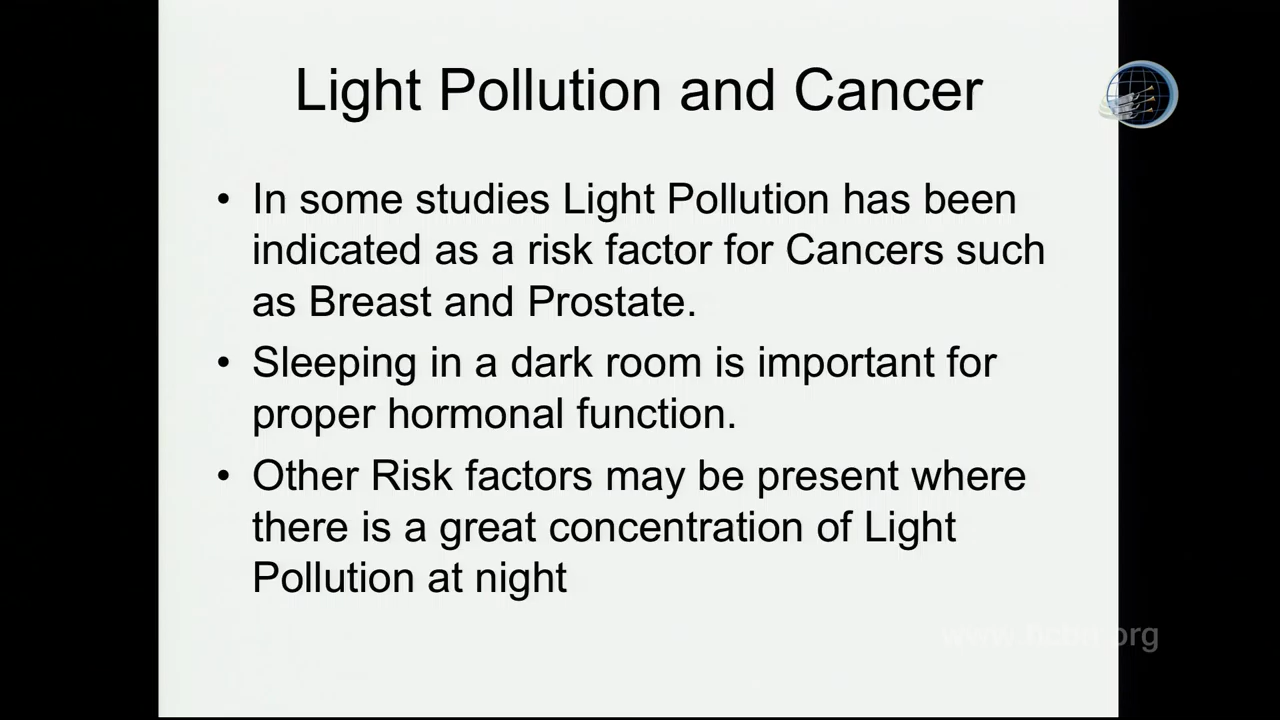 Light Pollution and Cancer
• In some studies Light Pollution has been
indicated as a risk factor for Cancers such
as Breast and Prostate.
• Sleeping in a dark room is important for
proper hormonal function.
• Other Risk factors may be present where
there is a great concentration of Light
Pollution at night